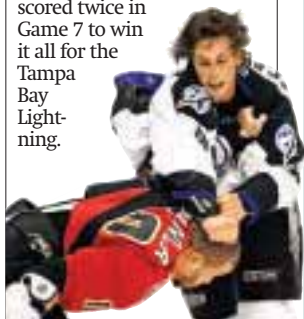 scored twice in
Game 7 to win
it all for the
Tampa
Bay
Light-
ning.